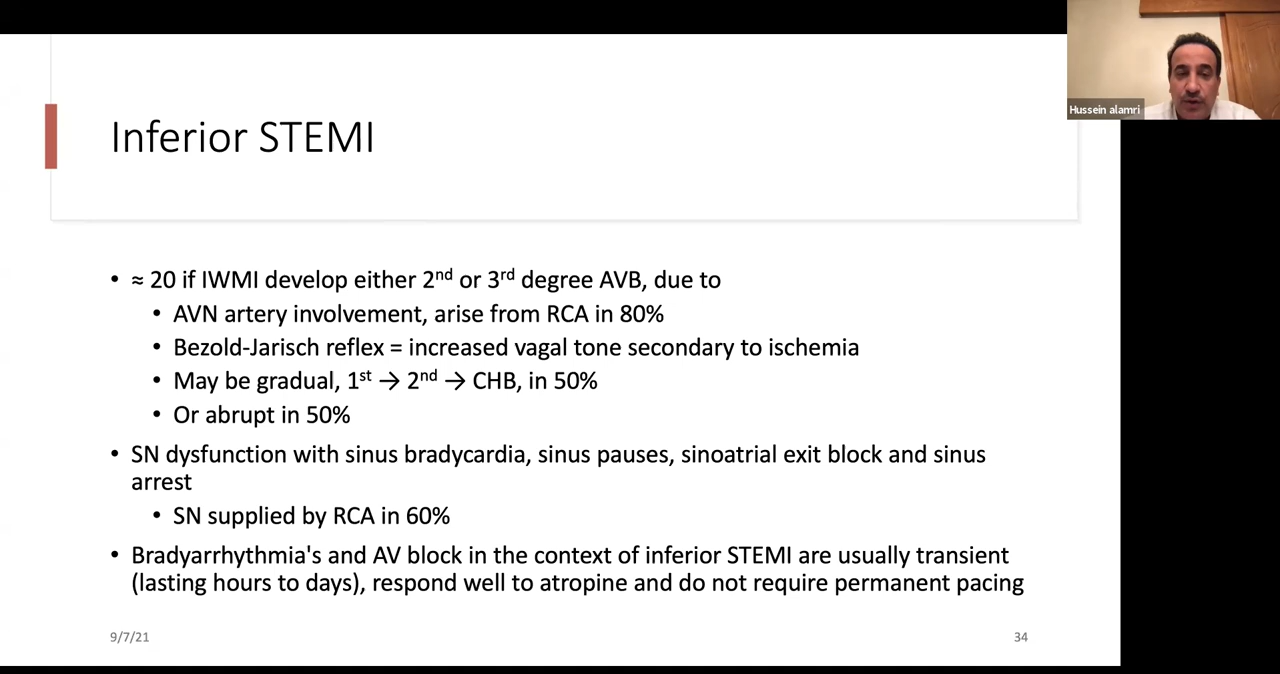 Hussein alamri
Inferior STEMI
• ≈ 20 if IWMI develop either 2nd or 3rd degree AVB, due to
• AVN artery involvement, arise from RCA in 80%
• Bezold-Jarisch reflex = increased vagal tone secondary to ischemia
• May be gradual, 1st → 2nd → CHB, in 50%
• Or abrupt in 50%
• SN dysfunction with sinus bradycardia, sinus pauses, sinoatrial exit block and sinus
arrest
• SN supplied by RCA in 60%
• Bradyarrhythmia's and AV block in the context of inferior STEMI are usually transient
(lasting hours to days), respond well to atropine and do not require permanent pacing
9/7/21
34